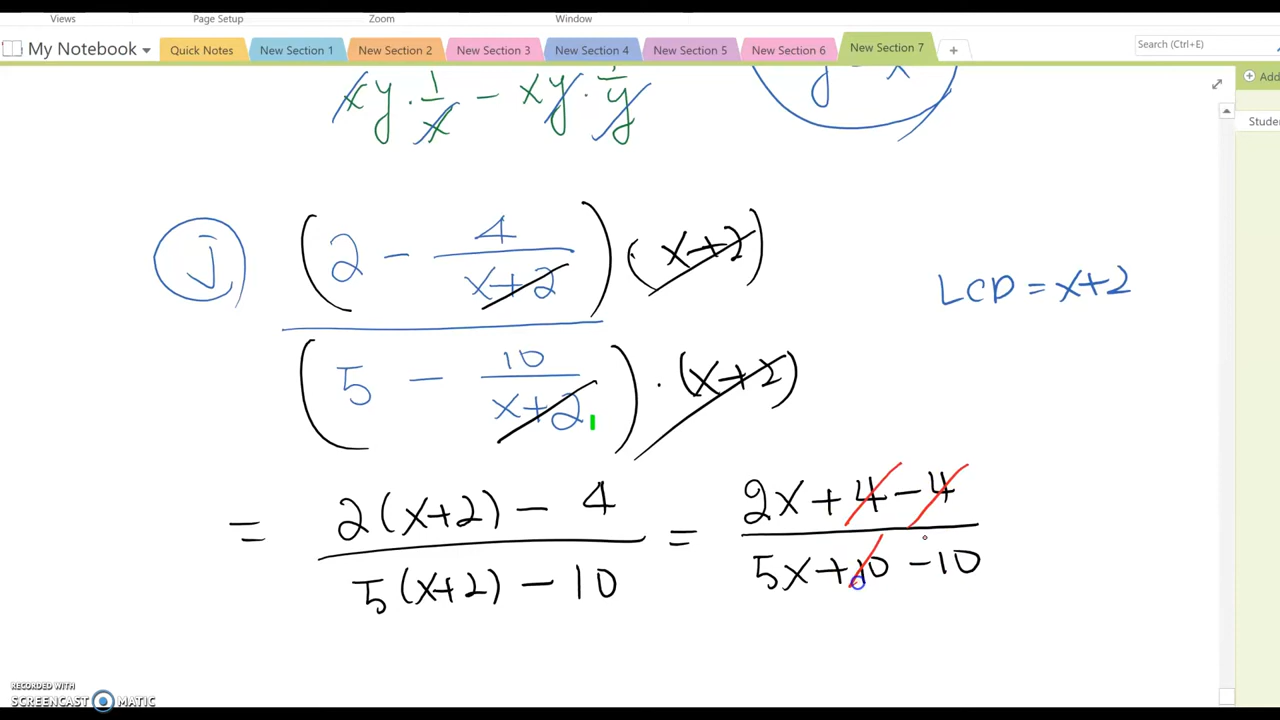 Views Page Setup Zoom Window
My Notebook Quick Notes New Section 1 New Section 2 New Section 3 New Section 4 New Section 5 New Section 6 New Section 7 + Search (Ctrl+E)
Add
Studen
xy · 1/x - xy · 1/y
J (2 - 4/(x+2)) · (x+2)
LCD = x+2
(5 - 10/(x+2)) · (x+2)
= (2(x+2) - 4)/(5(x+2) - 10) = (2x + 4 - 4)/(5x + 10 - 10)
RECORDED WITH
SCREENCAST MATIC